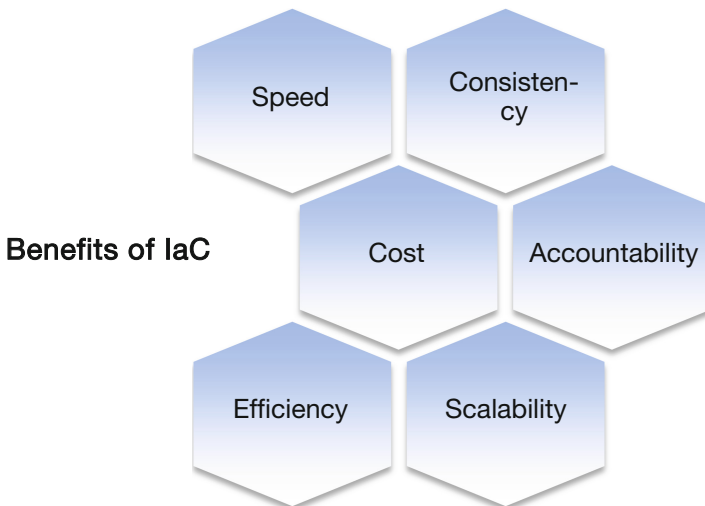 Speed
Consisten-
cy
Benefits of IaC
Cost
Accountability
Efficiency
Scalability